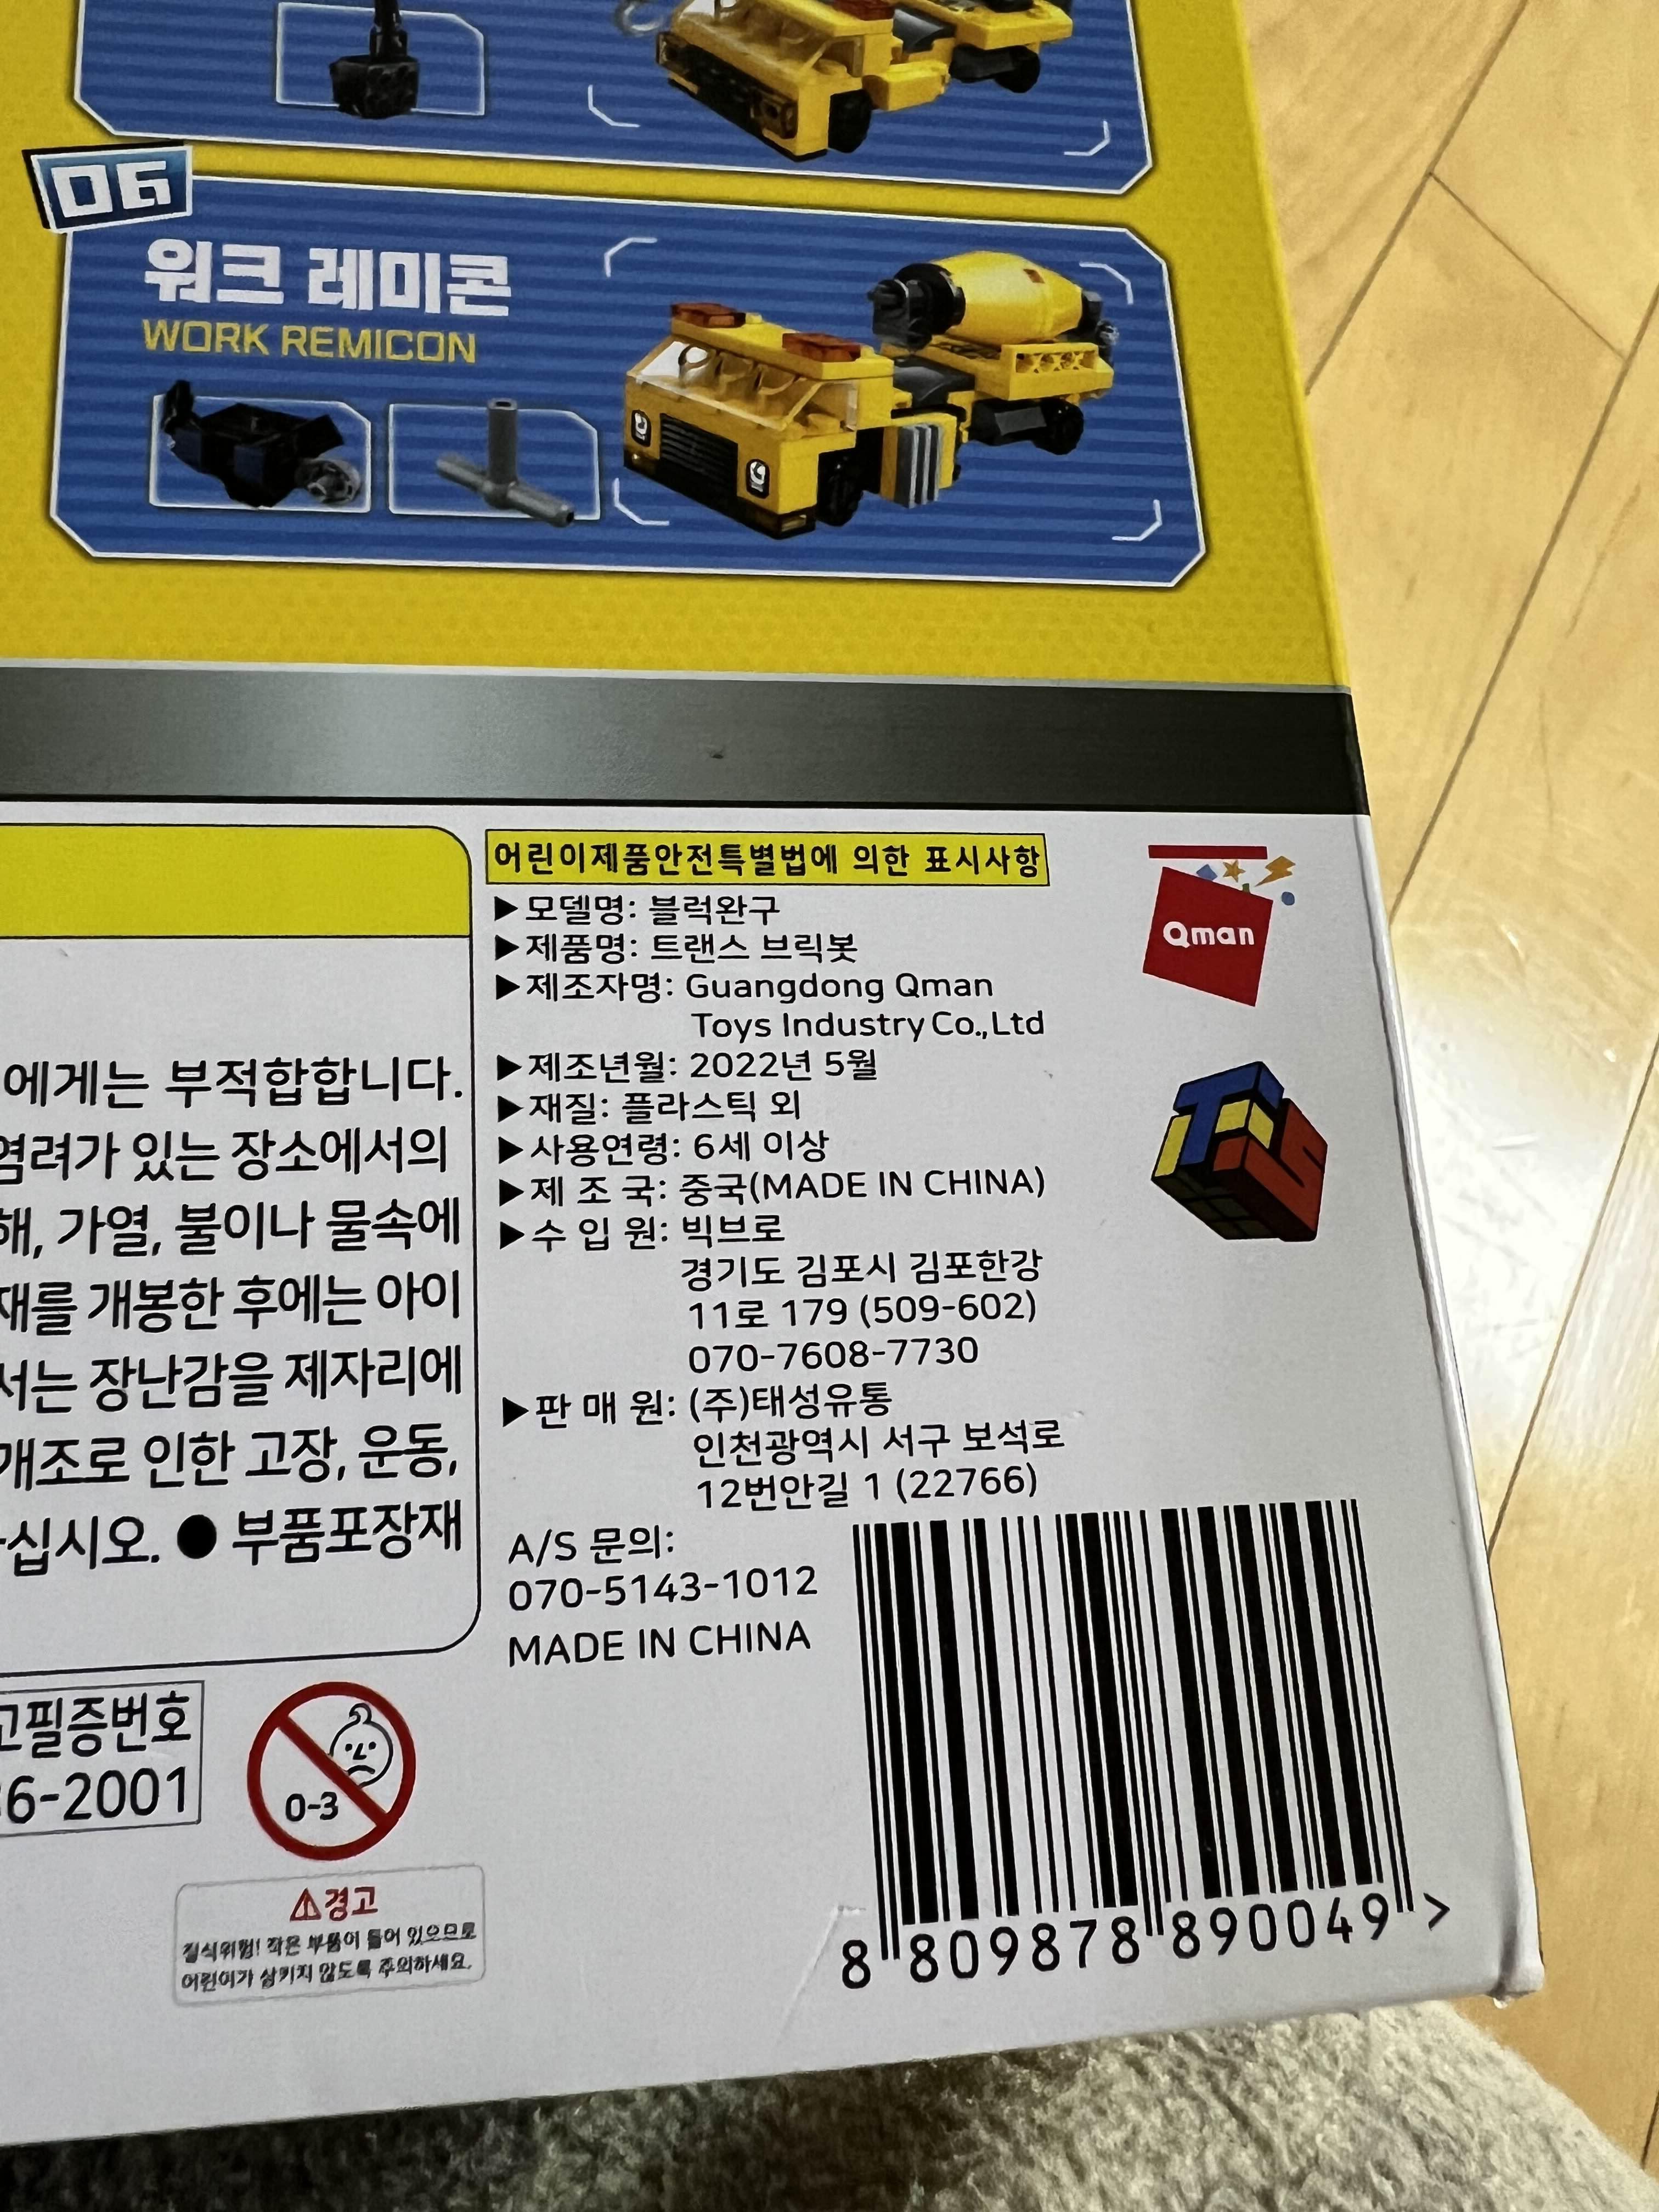 06
워크 레미콘
WORK REMICON
에게는 부적합합니다.
염려가 있는 장소에서의
해, 가열, 불이나 물속에
재를 개봉한 후에는 아이
서는 장난감을 제자리에
개조로 인한 고장, 운동,
십시오. ● 부품포장재
고필증번호
6-2001
0-3
⚠경고
질식위험! 작은 부품이 들어 있으므로
어린이가 삼키지 않도록 주의하세요.
어린이제품안전특별법에 의한 표시사항
▶모델명: 블럭완구
▶제품명: 트랜스 브릭봇
▶제조자명: Guangdong Qman
Toys Industry Co.,Ltd
▶제조년월: 2022년 5월
▶재질: 플라스틱 외
▶사용연령: 6세 이상
▶제 조 국: 중국(MADE IN CHINA)
▶수 입 원: 빅브로
경기도 김포시 김포한강
11로 179 (509-602)
070-7608-7730
▶판 매 원: (주)태성유통
인천광역시 서구 보석로
12번안길 1 (22766)
A/S 문의:
070-5143-1012
MADE IN CHINA
Qman
TS
8 809878 890049 >